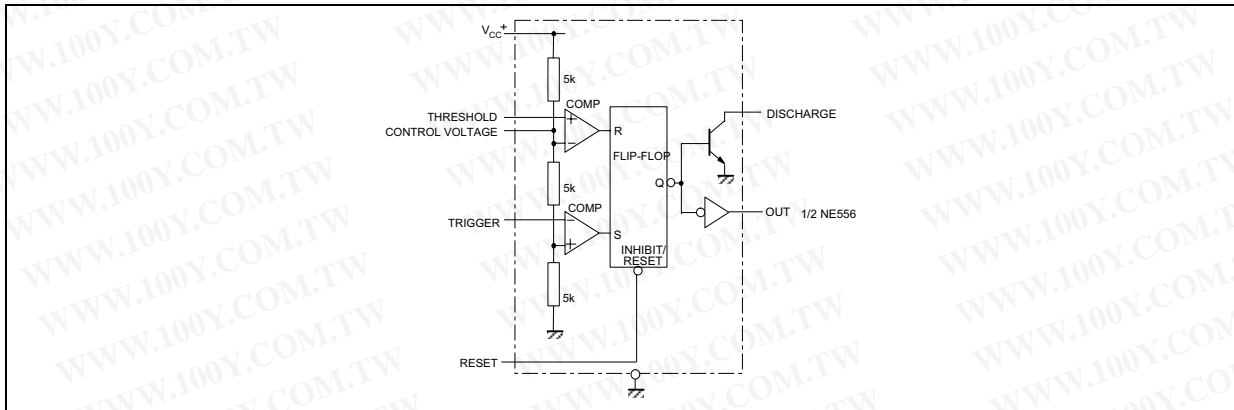 VCC+
5k
COMP
THRESHOLD
CONTROL VOLTAGE
+
−
R
DISCHARGE
FLIP-FLOP
Q
5k
COMP
TRIGGER
−
+
S
OUT 1/2 NE556
INHIBIT/
RESET
5k
RESET
WWW.100Y.COM.TW